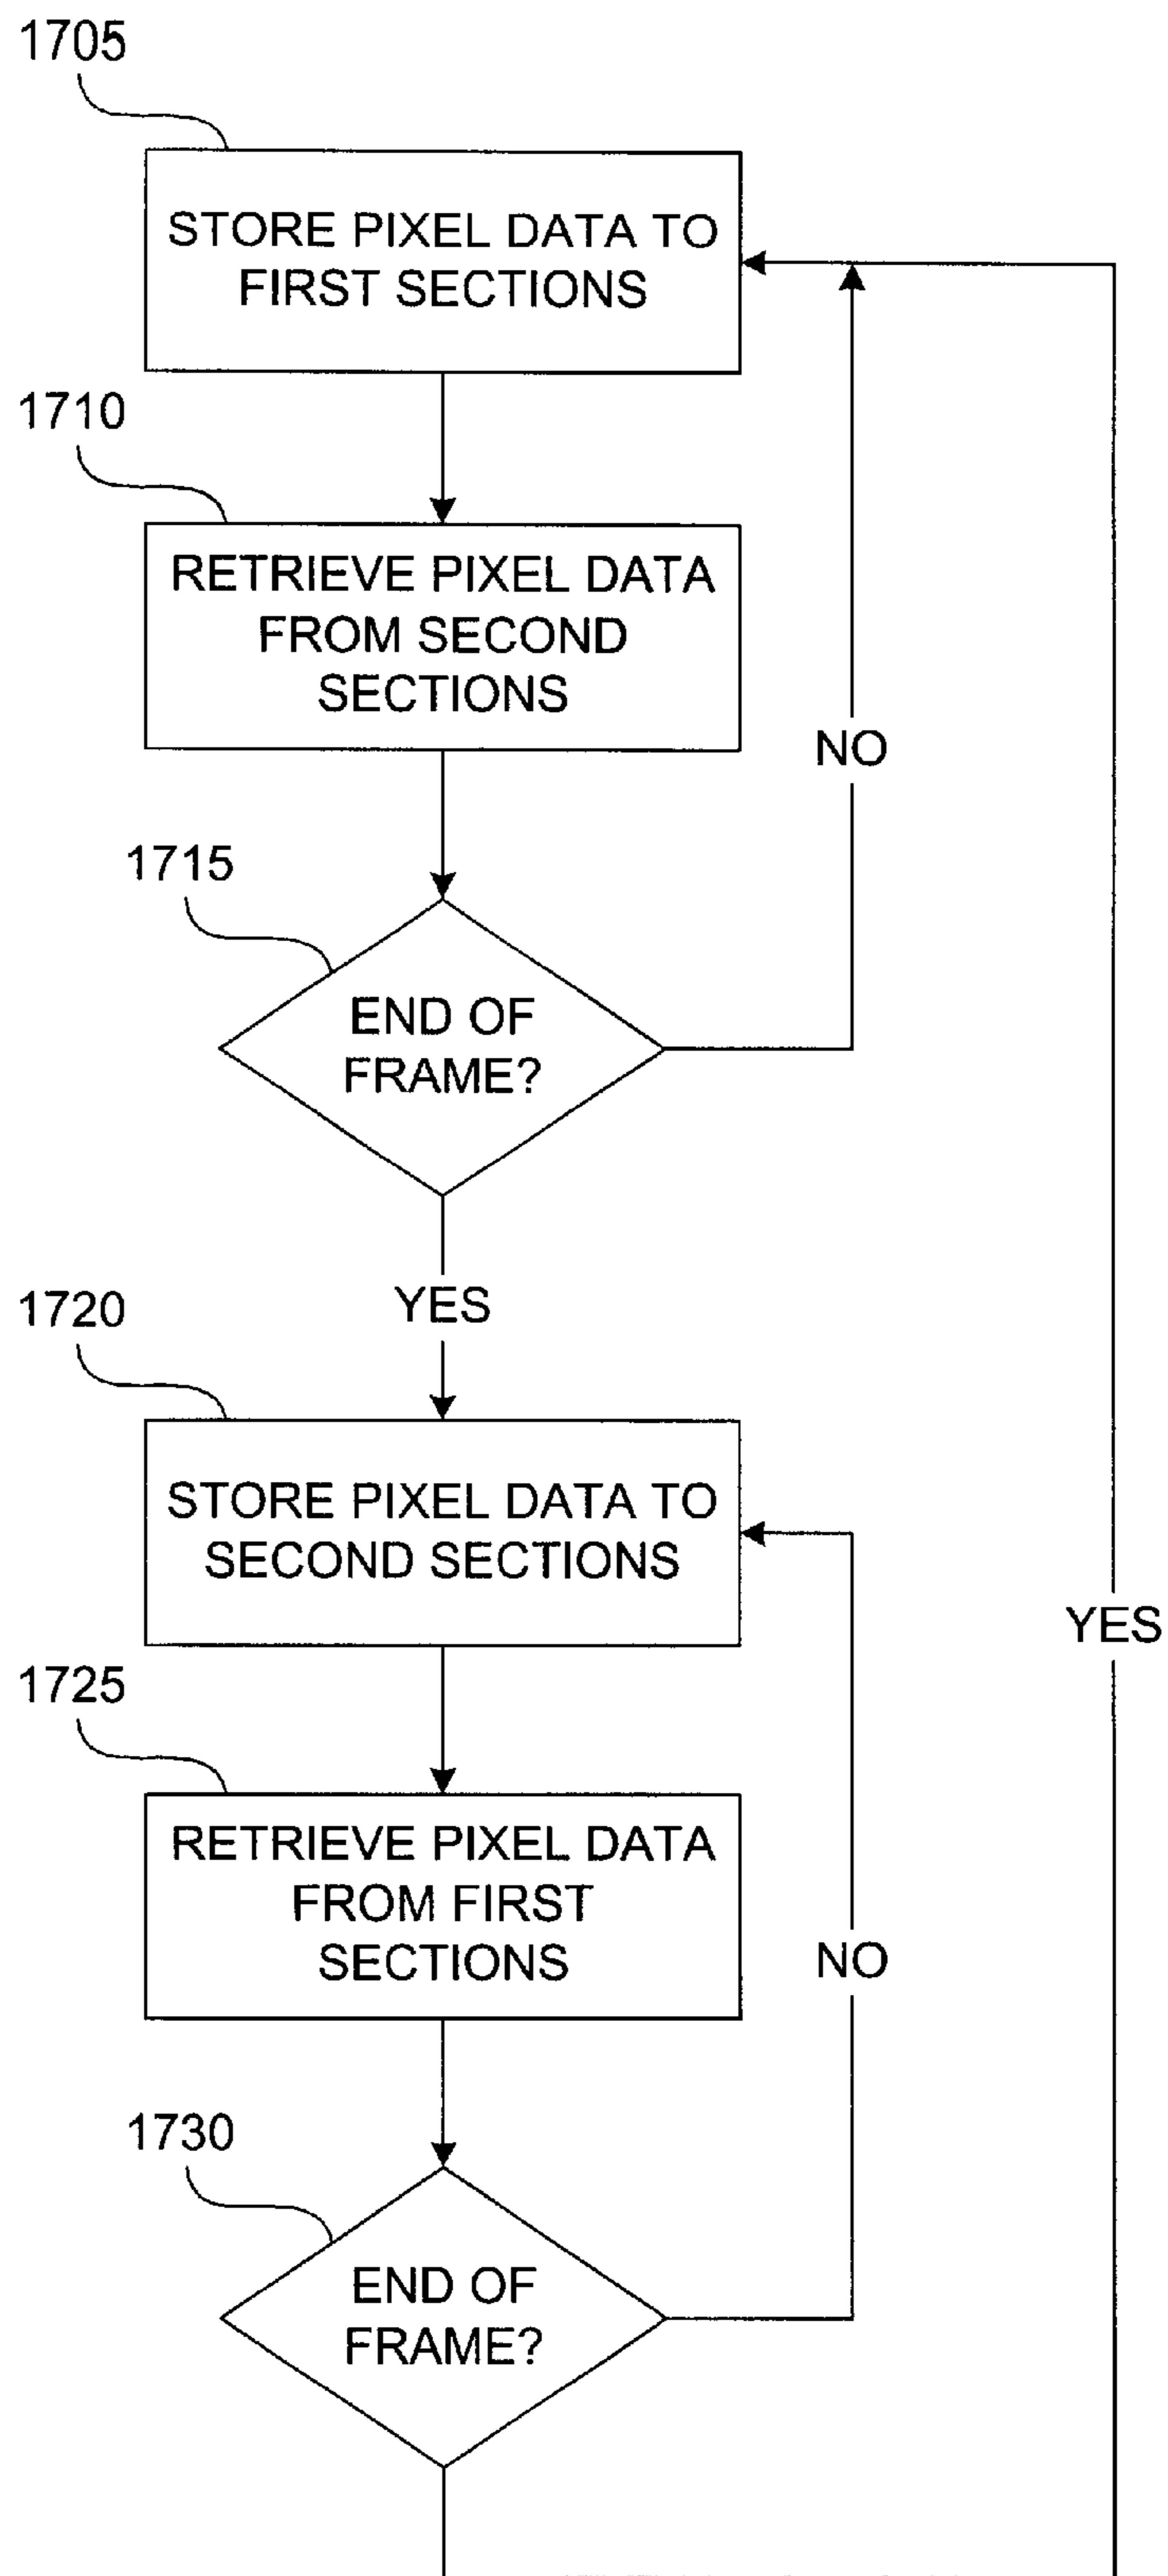 1705
STORE PIXEL DATA TO
FIRST SECTIONS
1710
RETRIEVE PIXEL DATA
FROM SECOND
SECTIONS
NO
1715
END OF
FRAME?
YES
1720
STORE PIXEL DATA TO
SECOND SECTIONS
YES
1725
RETRIEVE PIXEL DATA
FROM FIRST
SECTIONS
NO
1730
END OF
FRAME?